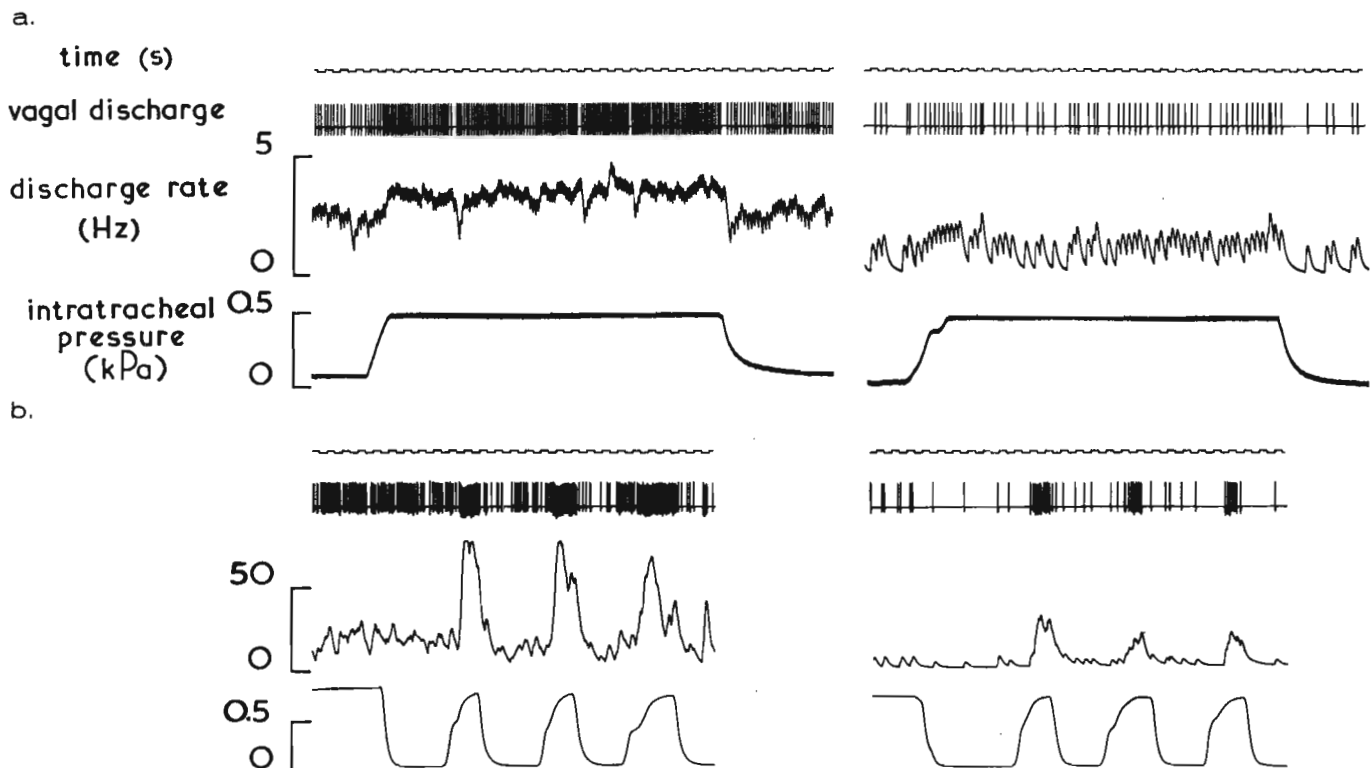 a.
time (s)
vagal discharge
5
discharge rate
(Hz)
0
intratracheal 0.5
pressure
(kPa)
0
b.
50
0
0.5
0